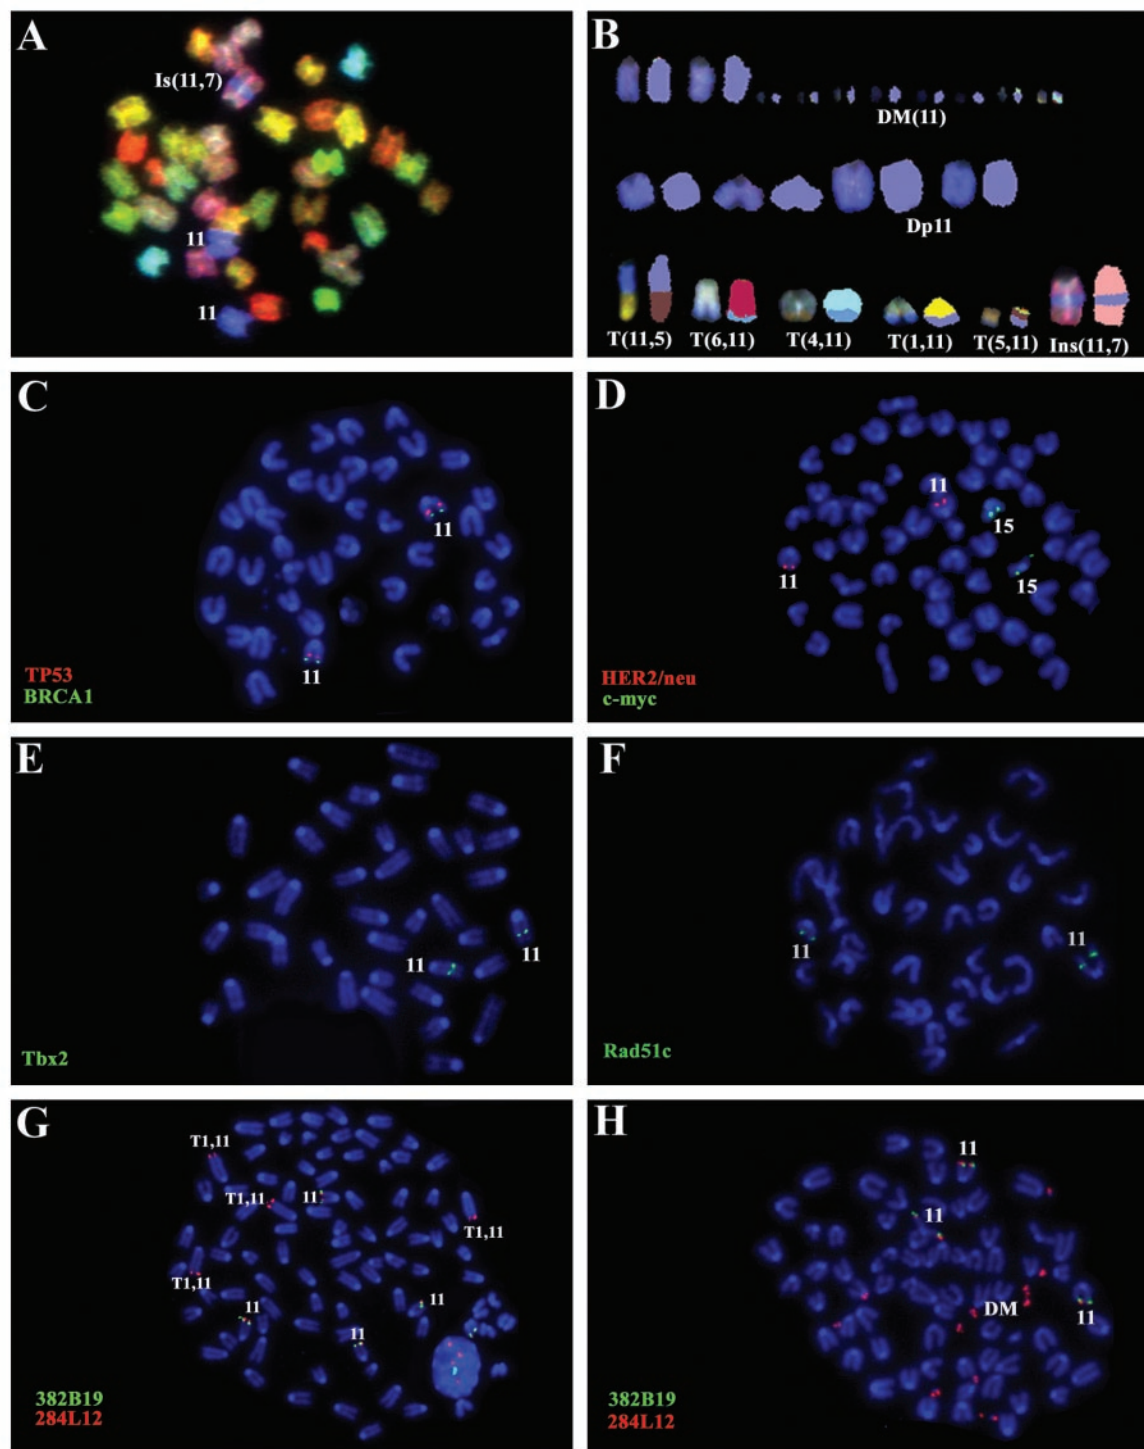 A
Is(11,7)
11
11
B
DM(11)
Dp11
T(11,5) T(6,11) T(4,11) T(1,11) T(5,11) Ins(11,7)
C
11
11
TP53
BRCA1
D
11
15
11
15
HER2/neu
c-myc
E
11
11
Tbx2
F
11
11
Rad51c
G
T1,11
T1,11
11
T1,11
T1,11
11
11
11
382B19
284L12
H
11
11
DM
11
382B19
284L12